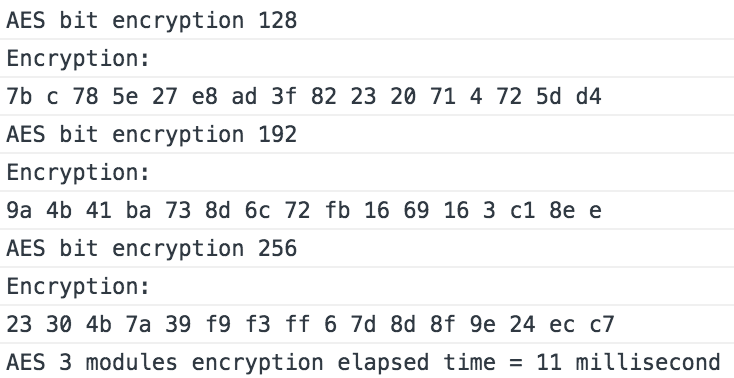 AES bit encryption 128
Encryption:
7b c 78 5e 27 e8 ad 3f 82 23 20 71 4 72 5d d4
AES bit encryption 192
Encryption:
9a 4b 41 ba 73 8d 6c 72 fb 16 69 16 3 c1 8e e
AES bit encryption 256
Encryption:
23 30 4b 7a 39 f9 f3 ff 6 7d 8d 8f 9e 24 ec c7
AES 3 modules encryption elapsed time = 11 millisecond